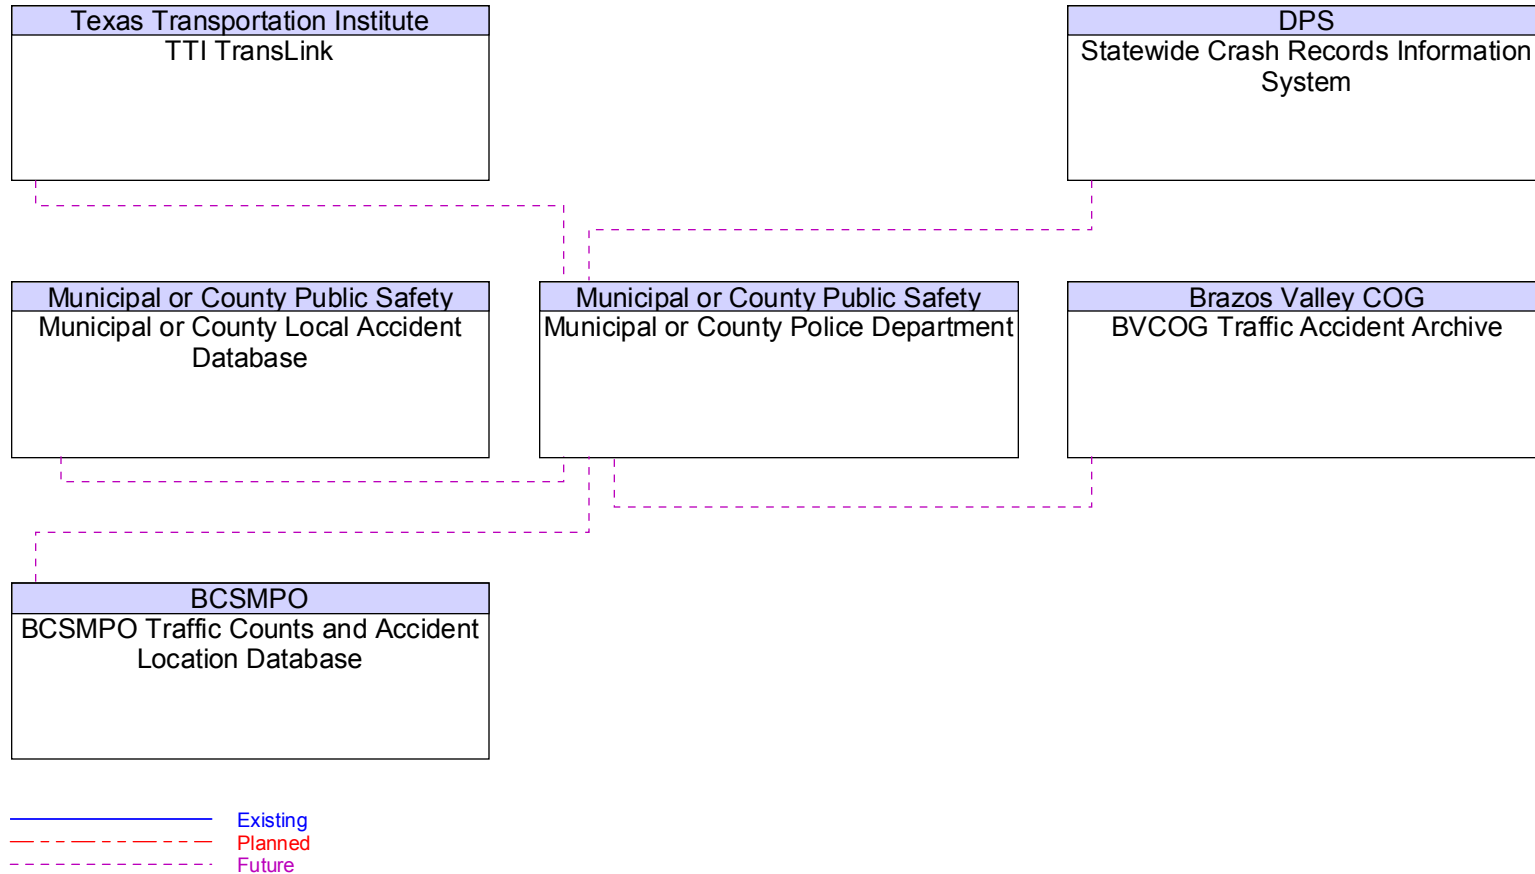 Texas Transportation Institute
TTI TransLink
DPS
Statewide Crash Records Information
System
Municipal or County Public Safety
Municipal or County Local Accident
Database
Municipal or County Public Safety
Municipal or County Police Department
Brazos Valley COG
BVCOG Traffic Accident Archive
BCSMPO
BCSMPO Traffic Counts and Accident
Location Database
Existing
Planned
Future